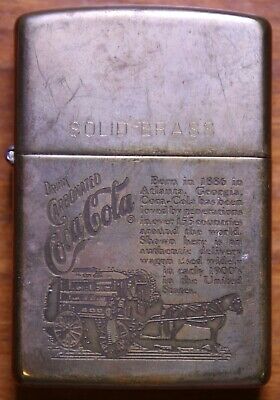 SOLID BRASS
DRINK
CARBONATED
Coca-Cola®
Born in 1886 in
Atlanta, Georgia,
Coca-Cola has been
loved by generations
in over 155 countries
around the world.
Shown here is an
authentic delivery
wagon used widely
in early 1900's
in the United
States.